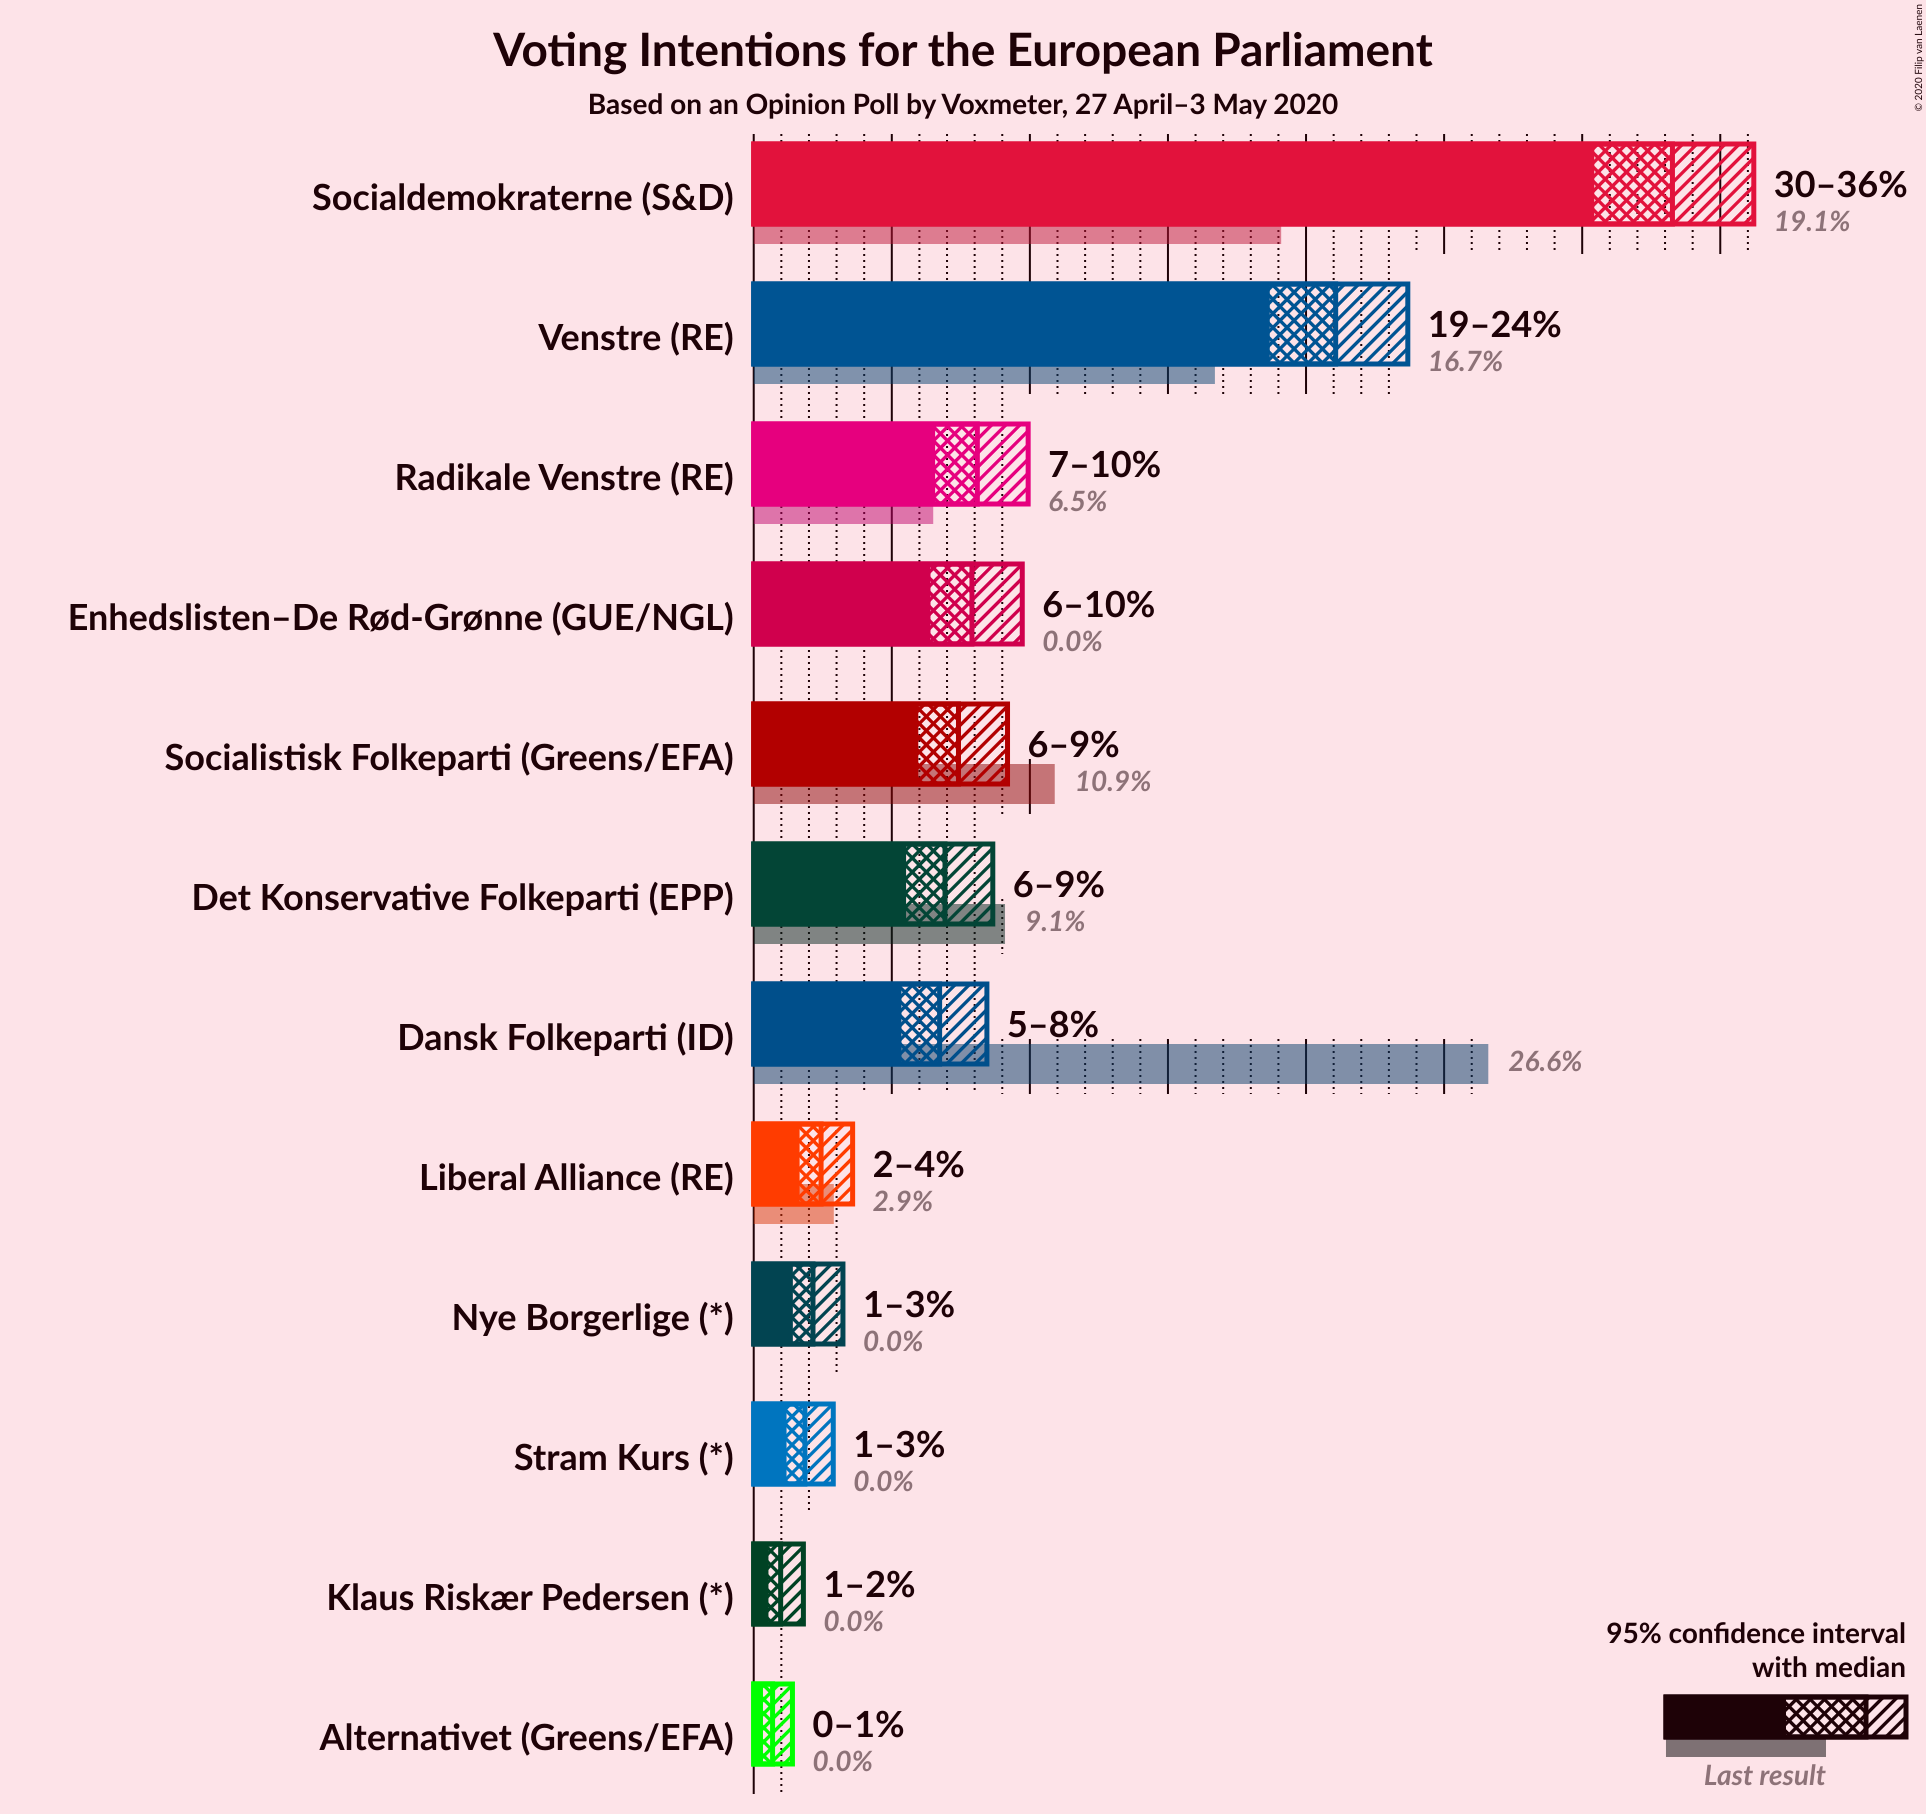 Voting Intentions for the European Parliament
Based on an Opinion Poll by Voxmeter, 27 April–3 May 2020
© 2020 Filip van Laenen
Socialdemokraterne (S&D)
30–36%
19.1%
Venstre (RE)
19–24%
16.7%
Radikale Venstre (RE)
7–10%
6.5%
Enhedslisten–De Rød-Grønne (GUE/NGL)
6–10%
0.0%
Socialistisk Folkeparti (Greens/EFA)
6–9%
10.9%
Det Konservative Folkeparti (EPP)
6–9%
9.1%
Dansk Folkeparti (ID)
5–8%
26.6%
Liberal Alliance (RE)
2–4%
2.9%
Nye Borgerlige (*)
1–3%
0.0%
Stram Kurs (*)
1–3%
0.0%
Klaus Riskær Pedersen (*)
1–2%
0.0%
Alternativet (Greens/EFA)
0–1%
0.0%
95% confidence interval
with median
Last result